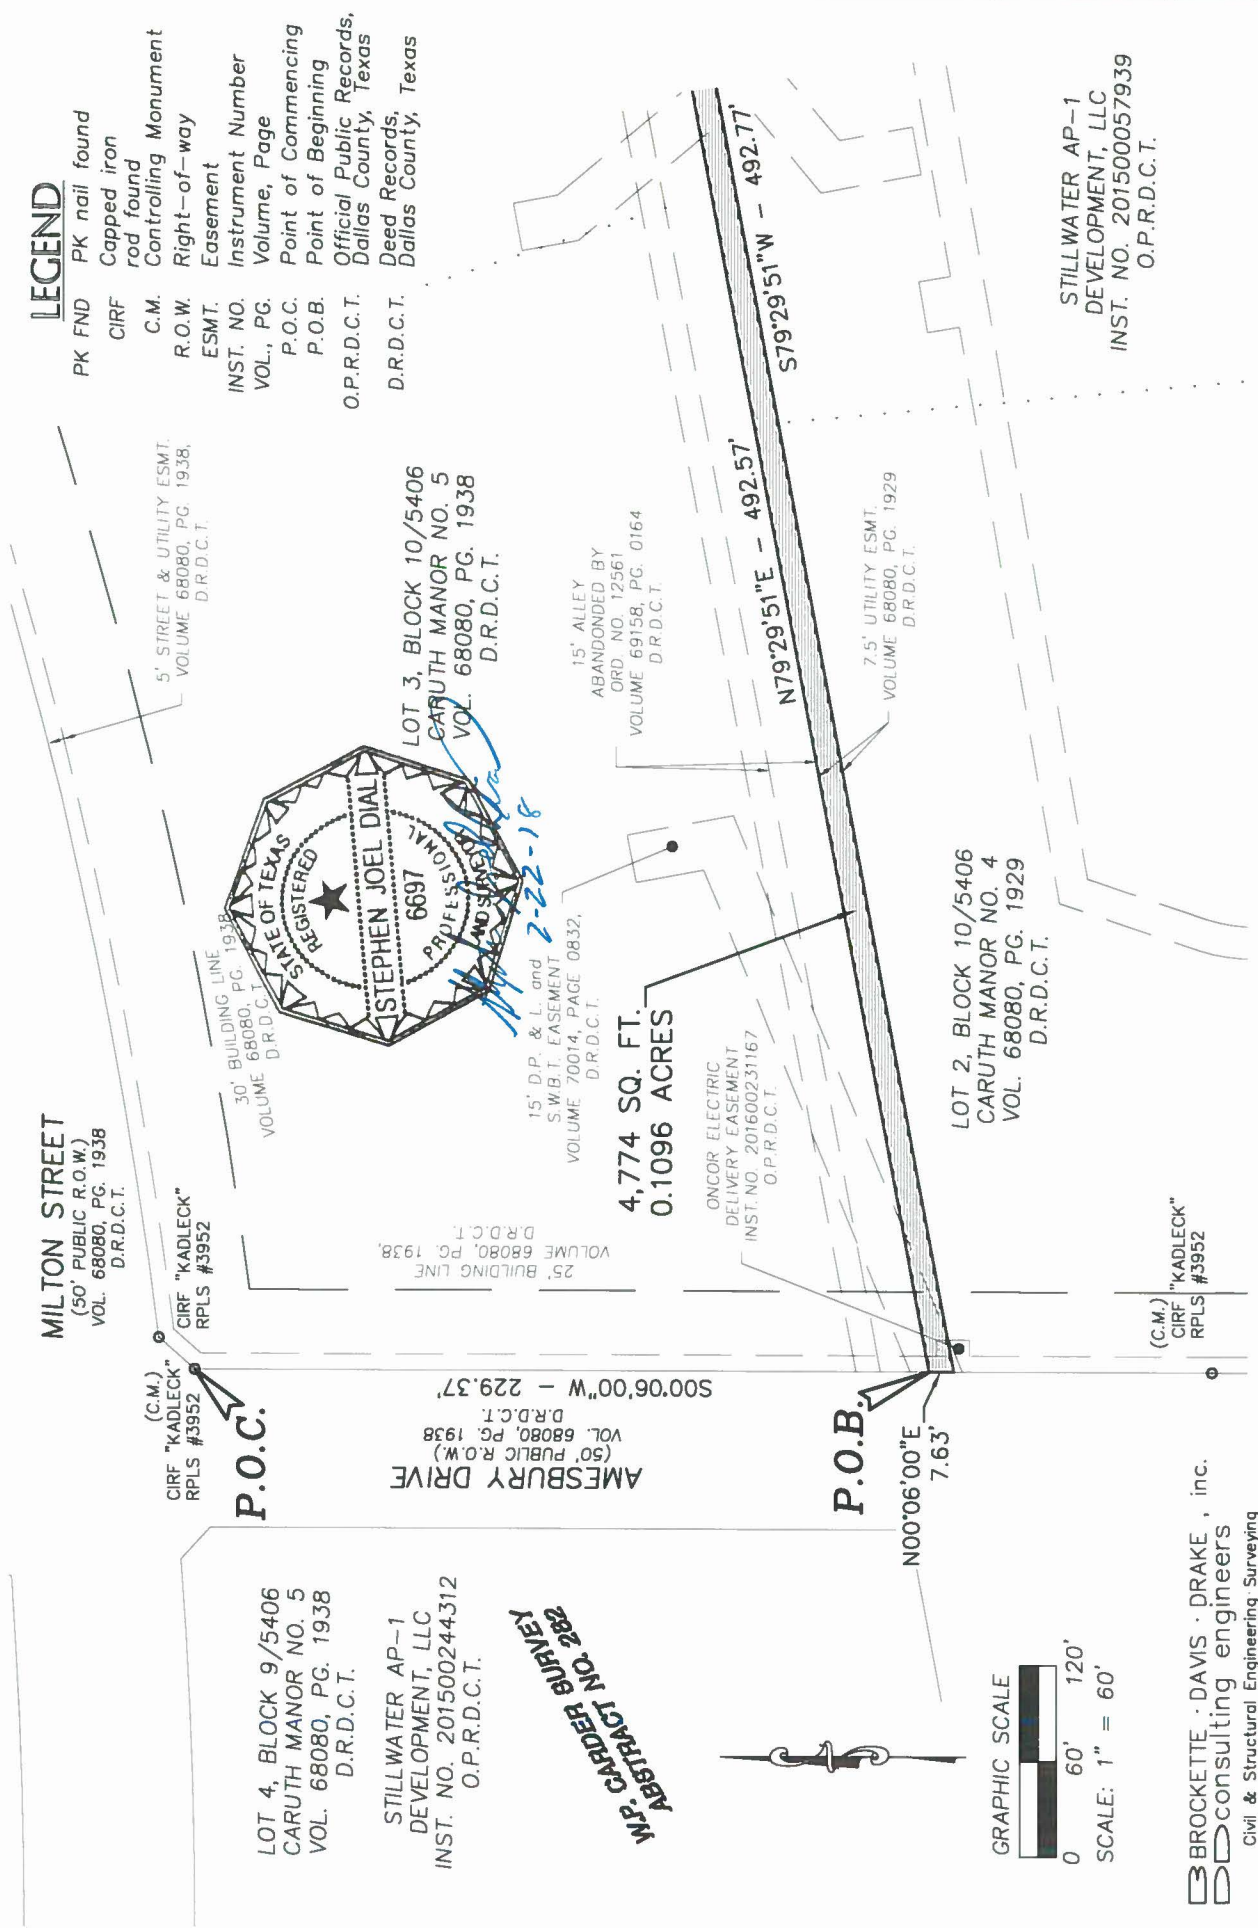 LEGEND
PK FND PK nail found
CIRF Capped iron
rod found
C.M. Controlling Monument
R.O.W. Right-of-way
ESMT. Easement
INST. NO. Instrument Number
VOL., PG. Volume, Page
P.O.C. Point of Commencing
P.O.B. Point of Beginning
O.P.R.D.C.T. Official Public Records,
Dallas County, Texas
D.R.D.C.T. Deed Records,
Dallas County, Texas
MILTON STREET
(50' PUBLIC R.O.W.)
VOL. 68080, PG. 1938
D.R.D.C.T.
5' STREET & UTILITY ESMT.
VOLUME 68080, PG. 1938,
D.R.D.C.T.
CIRF "KADLECK"
RPLS #3952
(C.M.)
CIRF "KADLECK"
RPLS #3952
P.O.C.
30' BUILDING LINE
VOLUME 68080, PG. 1938
D.R.D.C.T.
STATE OF TEXAS
REGISTERED
STEPHEN JOEL DIAL
6697
PROFESSIONAL
LAND SURVEYOR
2-22-18
LOT 3, BLOCK 10/5406
CARUTH MANOR NO. 5
VOL. 68080, PG. 1938
D.R.D.C.T.
LOT 4, BLOCK 9/5406
CARUTH MANOR NO. 5
VOL. 68080, PG. 1938
D.R.D.C.T.
STILLWATER AP-1
DEVELOPMENT, LLC
INST. NO. 201500244312
O.P.R.D.C.T.
AMESBURY DRIVE
(50' PUBLIC R.O.W.)
VOL. 68080, PG. 1938
D.R.D.C.T.
S00°06'00"W - 229.37'
25' BUILDING LINE
VOLUME 68080, PG. 1938,
D.R.D.C.T.
15' D.P. & L. and
S.W.B.T. EASEMENT
VOLUME 70014, PAGE 0832,
D.R.D.C.T.
15' ALLEY
ABANDONED BY
ORD. NO. 12561
VOLUME 69158, PG. 0164
D.R.D.C.T.
4,774 SQ. FT.
0.1096 ACRES
ONCOR ELECTRIC
DELIVERY EASEMENT
INST. NO. 201600231167
O.P.R.D.C.T.
N79°29'51"E - 492.57'
S79°29'51"W - 492.77'
7.5' UTILITY ESMT.
VOLUME 68080, PG. 1929
D.R.D.C.T.
W.P. CARDER SURVEY
ABSTRACT NO. 282
P.O.B.
N00°06'00"E
7.63'
LOT 2, BLOCK 10/5406
CARUTH MANOR NO. 4
VOL. 68080, PG. 1929
D.R.D.C.T.
STILLWATER AP-1
DEVELOPMENT, LLC
INST. NO. 201500057939
O.P.R.D.C.T.
(C.M.)
CIRF "KADLECK"
RPLS #3952
GRAPHIC SCALE
0 60' 120'
SCALE: 1" = 60'
BROCKETTE · DAVIS · DRAKE , inc.
consulting engineers
Civil & Structural Engineering · Surveying